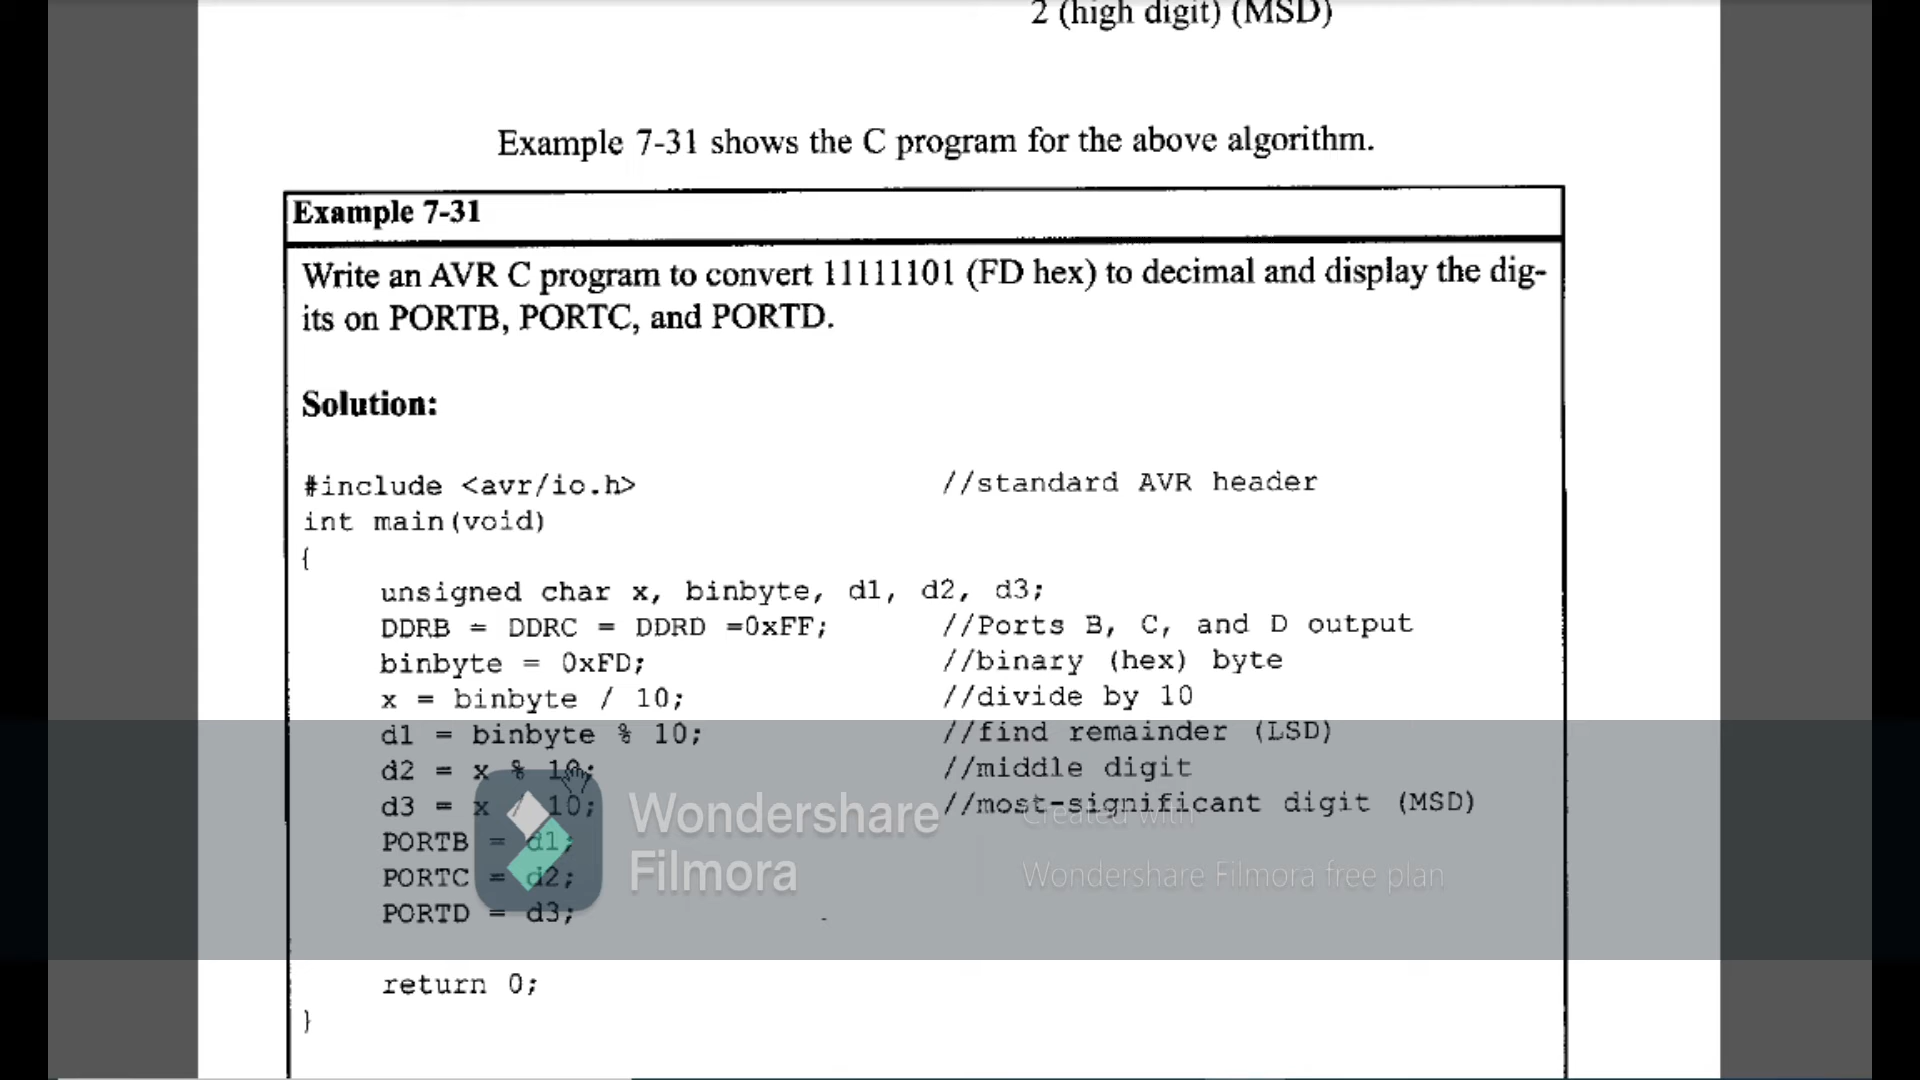 2 (high digit) (MSD)
Example 7-31 shows the C program for the above algorithm.
Example 7-31
Write an AVR C program to convert 11111101 (FD hex) to decimal and display the dig-
its on PORTB, PORTC, and PORTD.
Solution:
#include <avr/io.h> //standard AVR header
int main(void)
{
unsigned char x, binbyte, d1, d2, d3;
DDRB = DDRC = DDRD =0xFF; //Ports B, C, and D output
binbyte = 0xFD; //binary (hex) byte
x = binbyte / 10; //divide by 10
d1 = binbyte % 10; //find remainder (LSD)
d2 = x % 10; //middle digit
d3 = x / 10; //most-significant digit (MSD)
PORTB = d1;
PORTC = d2;
PORTD = d3;
return 0;
}
Wondershare
Filmora
Created with
Wondershare Filmora free plan